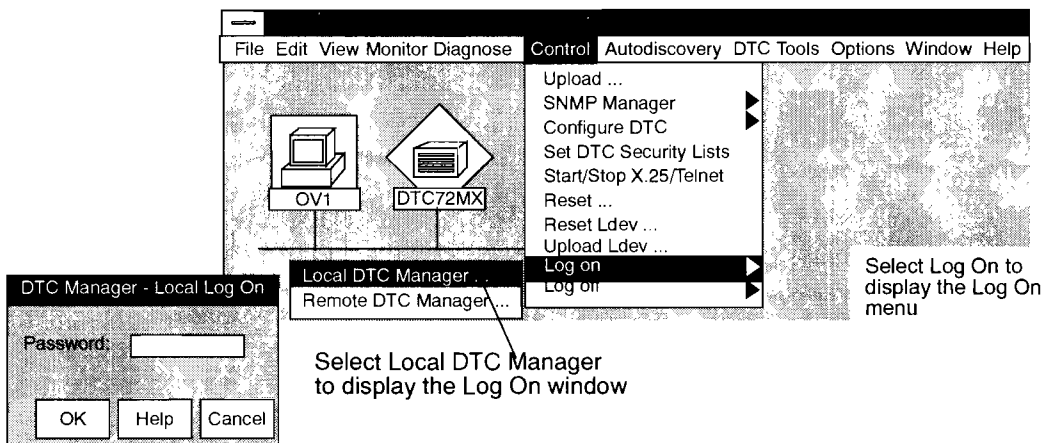 File Edit View Monitor Diagnose Control Autodiscovery DTC Tools Options Window Help
Upload ...
SNMP Manager
Configure DTC
Set DTC Security Lists
Start/Stop X.25/Telnet
Reset ...
Reset Ldev ...
Upload Ldev ...
Log on
Log off
OV1
DTC72MX
Local DTC Manager ...
Remote DTC Manager ...
Select Log On to
display the Log On
menu
DTC Manager - Local Log On
Password:
OK Help Cancel
Select Local DTC Manager
to display the Log On window